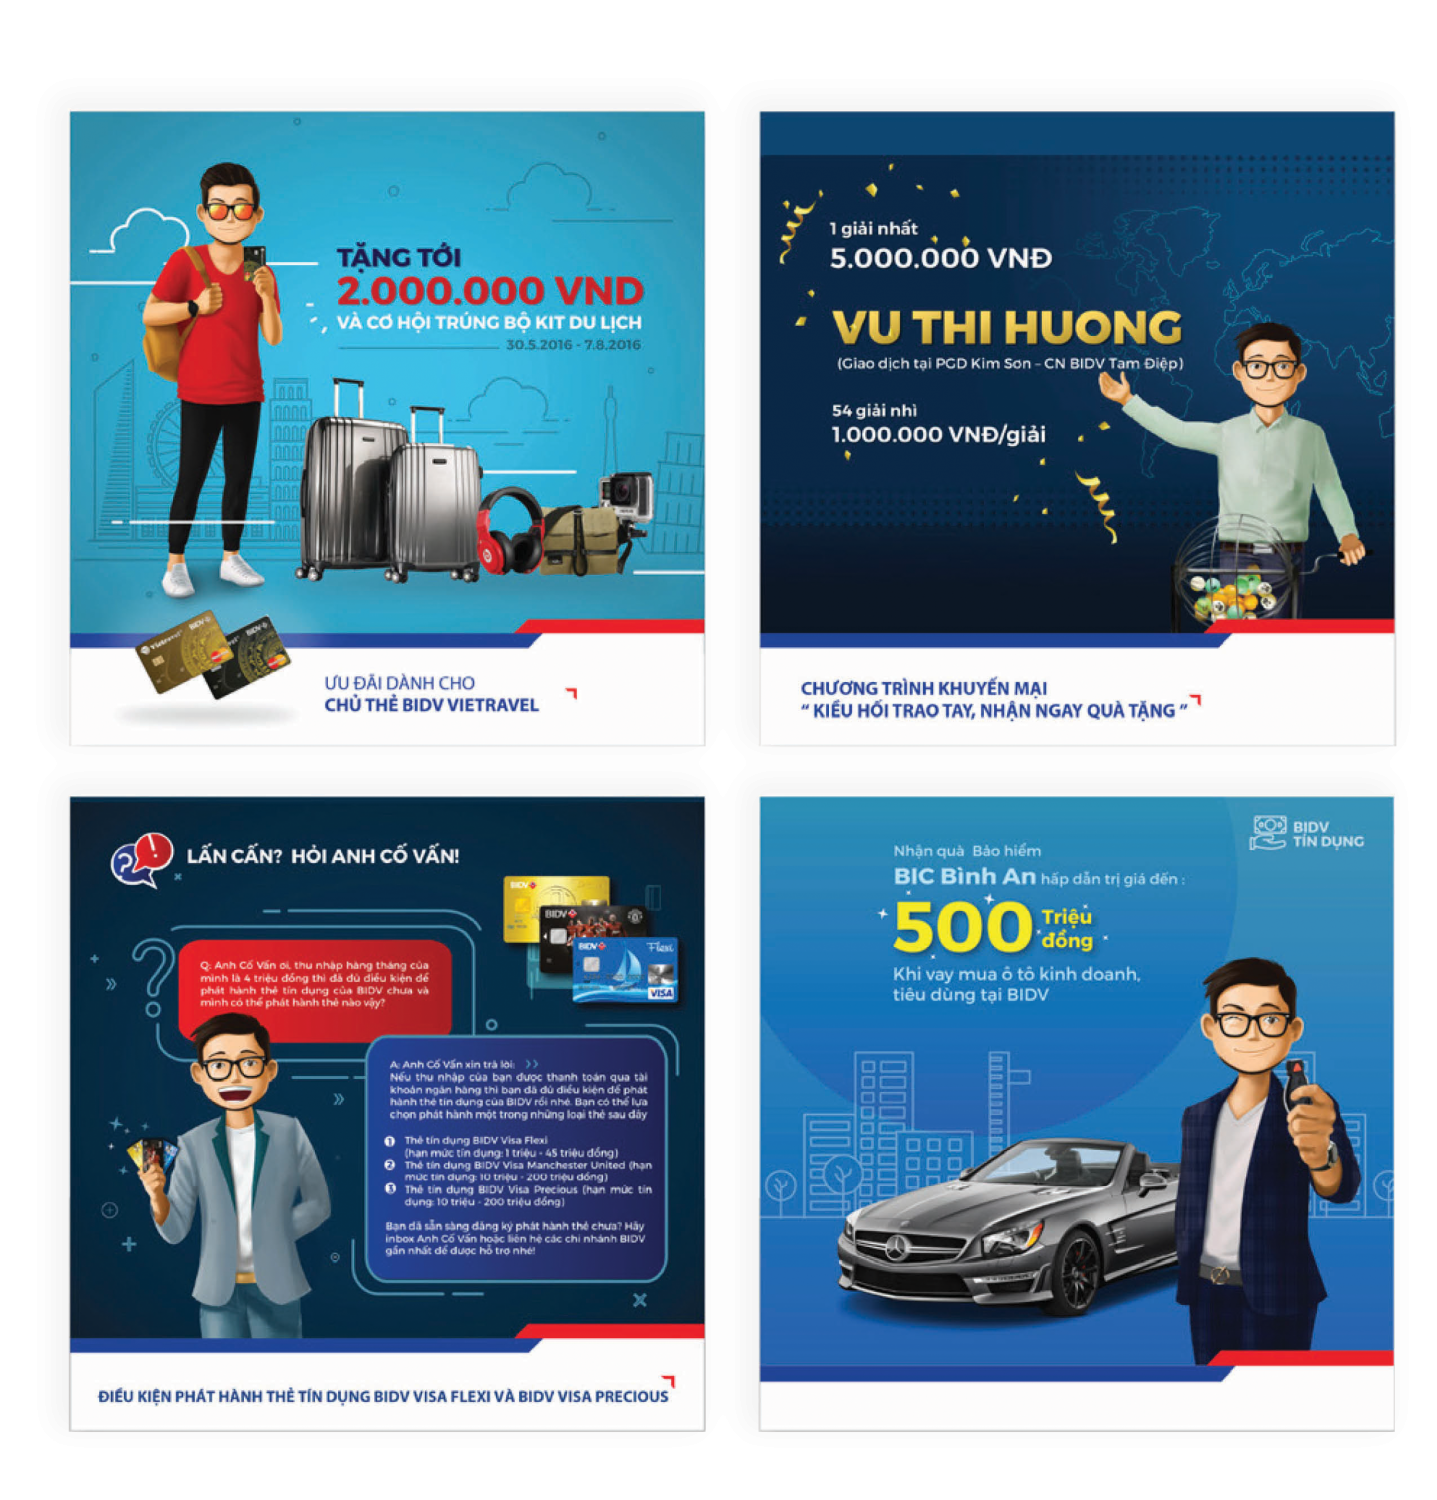 TẶNG TỚI
2.000.000 VND
VÀ CƠ HỘI TRÚNG BỘ KIT DU LỊCH
30.5.2016 - 7.8.2016
Vietravel
BIDV
BIDV
ƯU ĐÃI DÀNH CHO
CHỦ THẺ BIDV VIETRAVEL
1 giải nhất
5.000.000 VNĐ
VU THI HUONG
(Giao dịch tại PGD Kim Sơn – CN BIDV Tam Điệp)
54 giải nhì
1.000.000 VNĐ/giải
CHƯƠNG TRÌNH KHUYẾN MẠI
“ KIỀU HỐI TRAO TAY, NHẬN NGAY QUÀ TẶNG ”
LẤN CẤN? HỎI ANH CỐ VẤN!
BIDV
BIDV
BIDV
Flexi
VISA
Q: Anh Cố Vấn ơi, thu nhập hàng tháng của
mình là 4 triệu đồng thì đã đủ điều kiện để
phát hành thẻ tín dụng của BIDV chưa và
mình có thể phát hành thẻ nào vậy?
A: Anh Cố Vấn xin trả lời:
Nếu thu nhập của bạn được thanh toán qua tài
khoản ngân hàng thì bạn đã đủ điều kiện để phát
hành thẻ tín dụng của BIDV rồi nhé. Bạn có thể lựa
chọn phát hành một trong những loại thẻ sau đây
1 Thẻ tín dụng BIDV Visa Flexi
(hạn mức tín dụng: 1 triệu - 45 triệu đồng)
2 Thẻ tín dụng BIDV Visa Manchester United (hạn
mức tín dụng: 10 triệu - 200 triệu đồng)
3 Thẻ tín dụng BIDV Visa Precious (hạn mức tín
dụng: 10 triệu - 200 triệu đồng)
Bạn đã sẵn sàng đăng ký phát hành thẻ chưa? Hãy
inbox Anh Cố Vấn hoặc liên hệ các chi nhánh BIDV
gần nhất để được hỗ trợ nhé!
ĐIỀU KIỆN PHÁT HÀNH THẺ TÍN DỤNG BIDV VISA FLEXI VÀ BIDV VISA PRECIOUS
BIDV
TÍN DỤNG
Nhận quà Bảo hiểm
BIC Bình An hấp dẫn trị giá đến :
500 Triệu
đồng
Khi vay mua ô tô kinh doanh,
tiêu dùng tại BIDV